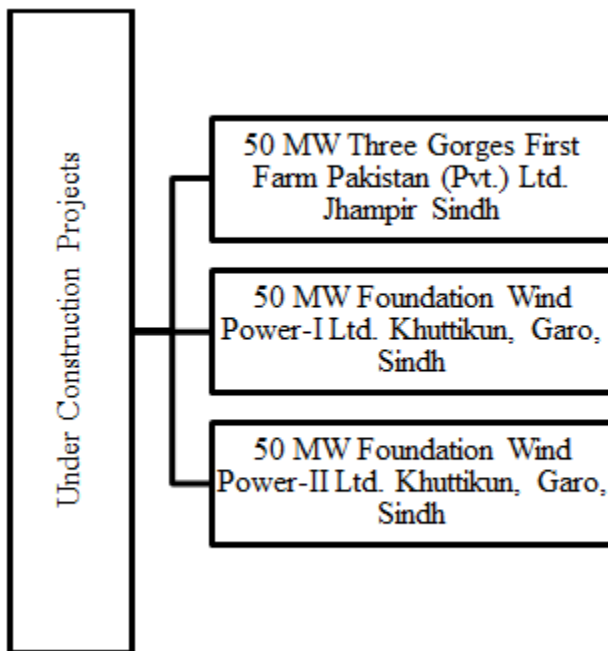 Under Construction Projects
50 MW Three Gorges First
Farm Pakistan (Pvt.) Ltd.
Jhampir Sindh
50 MW Foundation Wind
Power-I Ltd. Khuttikun, Garo,
Sindh
50 MW Foundation Wind
Power-II Ltd. Khuttikun, Garo,
Sindh